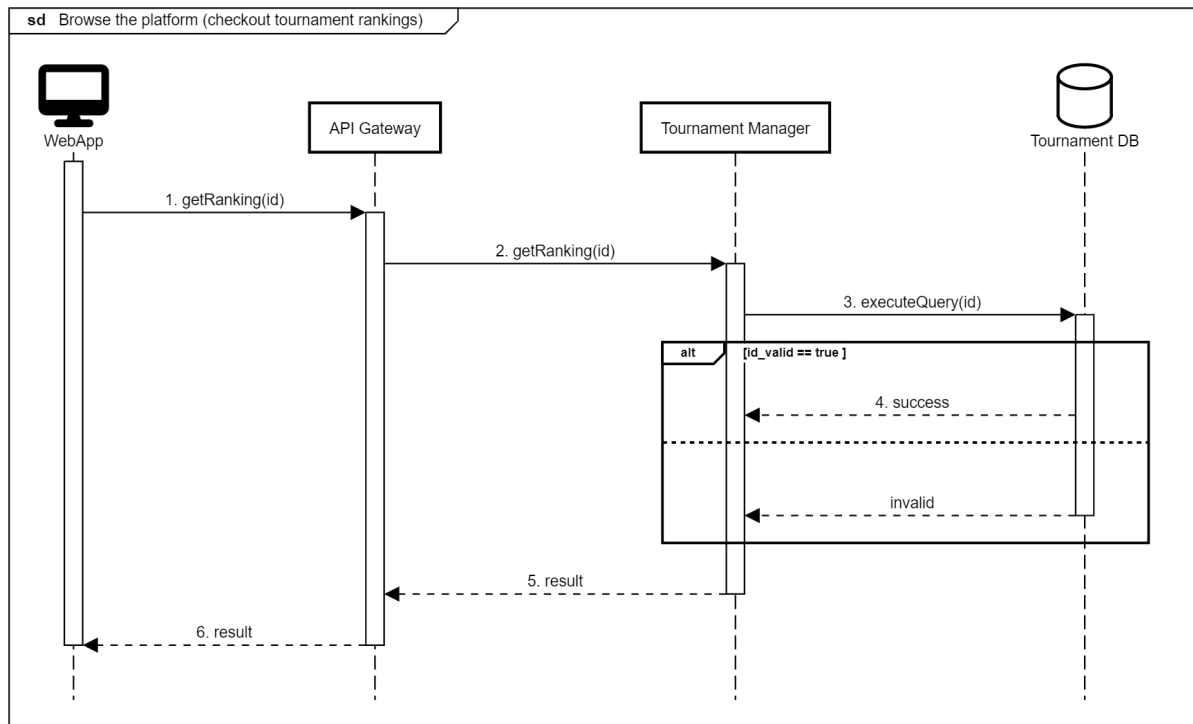 sd Browse the platform (checkout tournament rankings)
WebApp
API Gateway
Tournament Manager
Tournament DB
1. getRanking(id)
2. getRanking(id)
3. executeQuery(id)
alt [id_valid == true ]
4. success
invalid
5. result
6. result